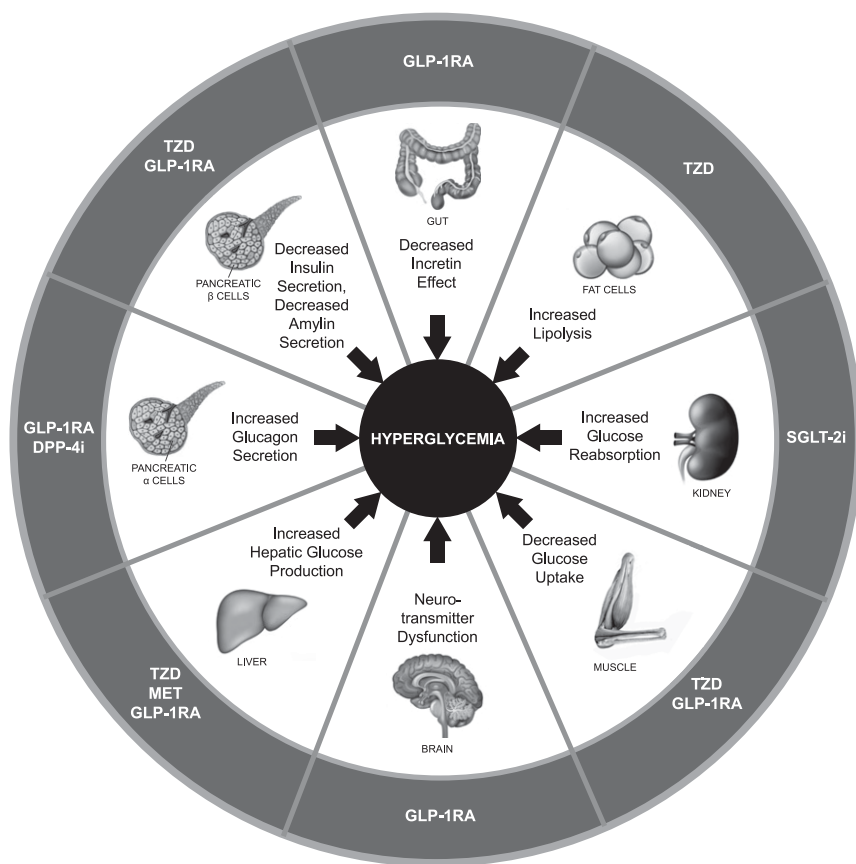 GLP-1RA
TZD
GLP-1RA
TZD
GUT
Decreased
Incretin
Effect
PANCREATIC
β CELLS
Decreased
Insulin
Secretion,
Decreased
Amylin
Secretion
FAT CELLS
Increased
Lipolysis
GLP-1RA
DPP-4i
PANCREATIC
α CELLS
Increased
Glucagon
Secretion
HYPERGLYCEMIA
Increased
Glucose
Reabsorption
KIDNEY
SGLT-2i
Increased
Hepatic Glucose
Production
LIVER
Neuro-
transmitter
Dysfunction
BRAIN
Decreased
Glucose
Uptake
MUSCLE
TZD
MET
GLP-1RA
TZD
GLP-1RA
GLP-1RA